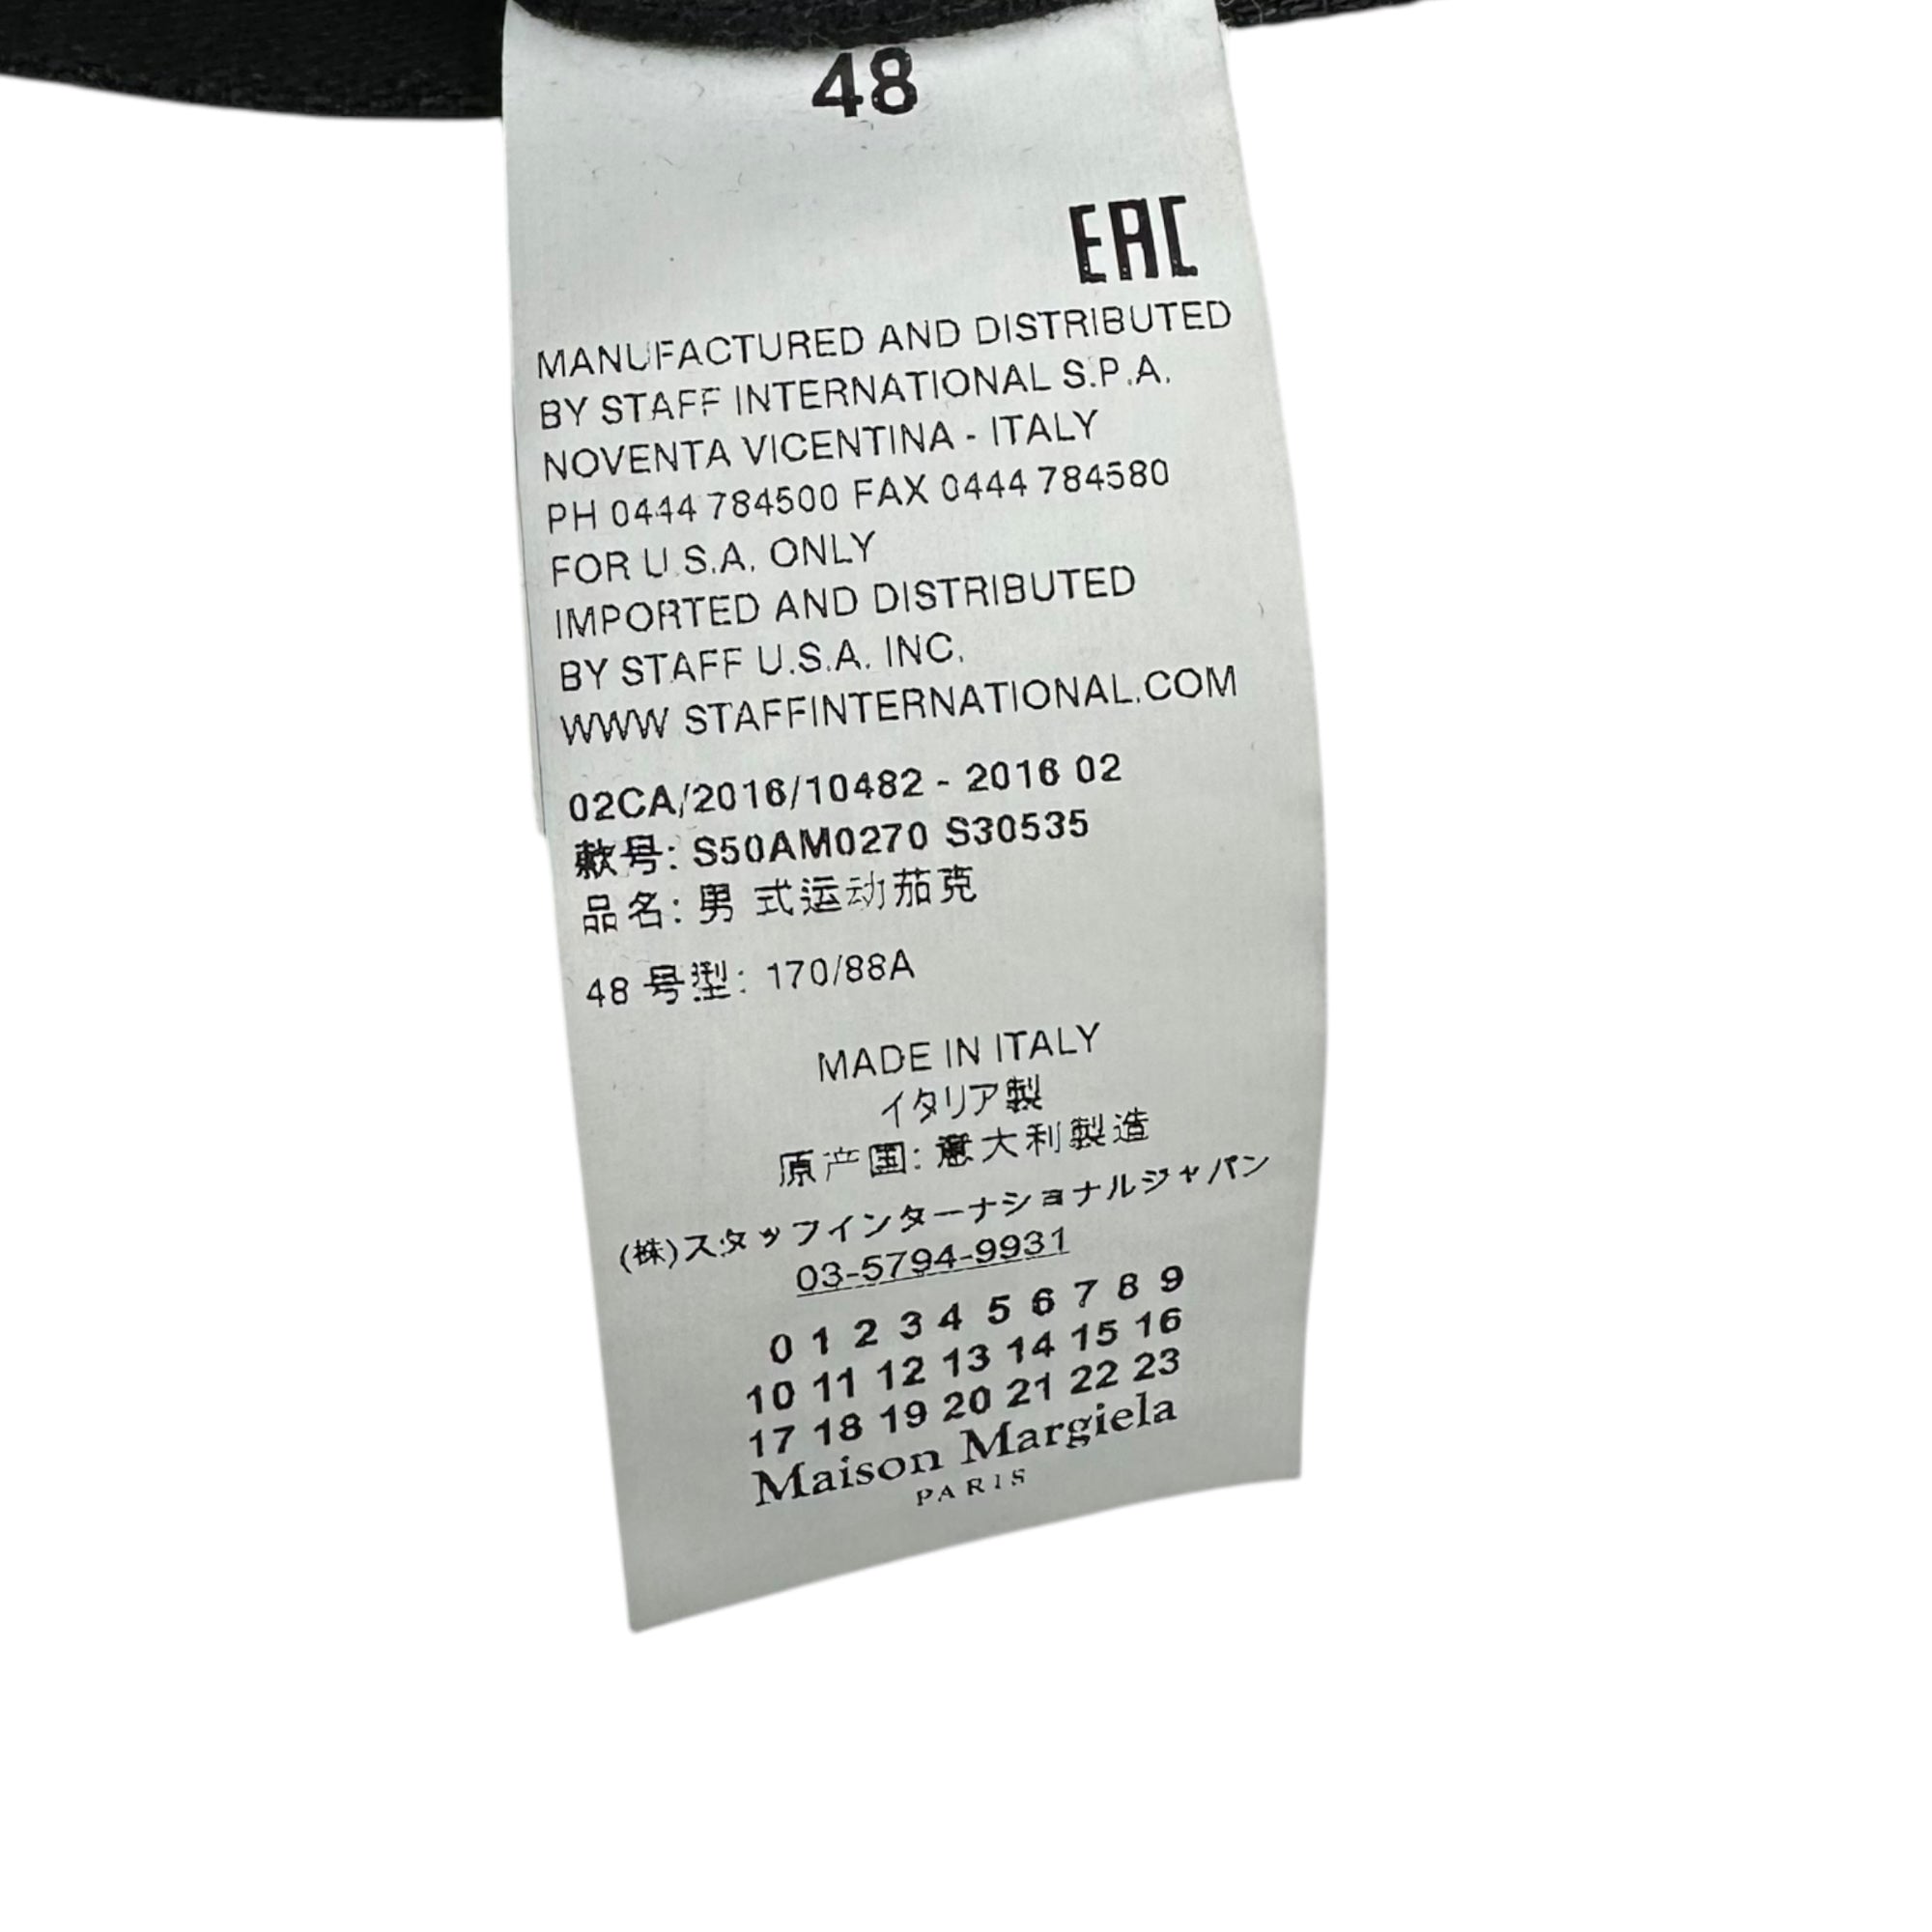 48
EAC
MANUFACTURED AND DISTRIBUTED
BY STAFF INTERNATIONAL S.P.A.
NOVENTA VICENTINA - ITALY
PH 0444 784500 FAX 0444 784580
FOR U.S.A. ONLY
IMPORTED AND DISTRIBUTED
BY STAFF U.S.A. INC.
WWW STAFFINTERNATIONAL.COM
02CA/2016/10482 - 2016 02
款号: S50AM0270 S30535
品名: 男 式运动茄克
48 号型: 170/88A
MADE IN ITALY
イタリア製
原产国: 意大利製造
(株)スタッフインターナショナルジャパン
03-5794-9931
0 1 2 3 4 5 6 7 8 9
10 11 12 13 14 15 16
17 18 19 20 21 22 23
Maison Margiela
PARIS